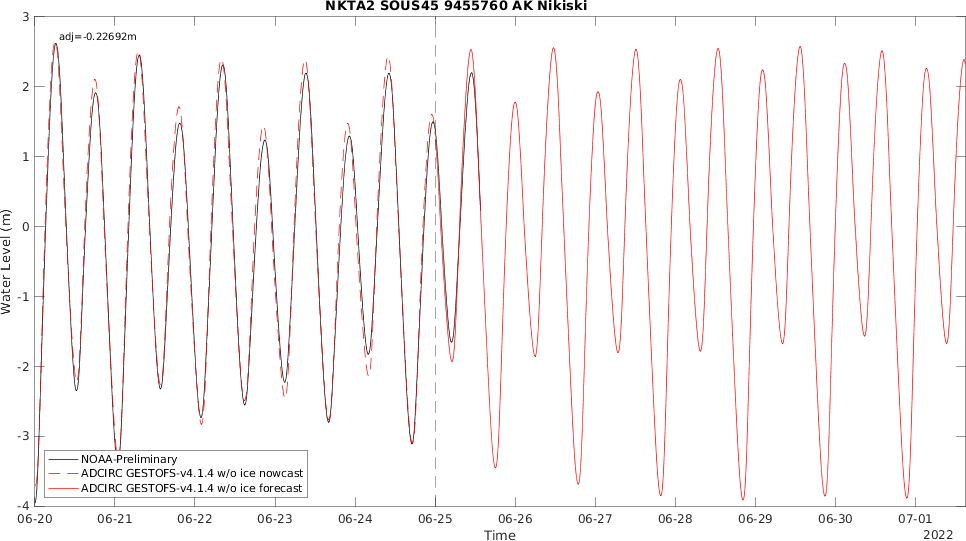 NKTA2 SOUS45 9455760 AK Nikiski
adj=-0.22692m
3
2
1
0
-1
-2
-3
-4
Water Level (m)
NOAA-Preliminary
ADCIRC GESTOFS-v4.1.4 w/o ice nowcast
ADCIRC GESTOFS-v4.1.4 w/o ice forecast
06-20 06-21 06-22 06-23 06-24 06-25 06-26 06-27 06-28 06-29 06-30 07-01
Time
2022